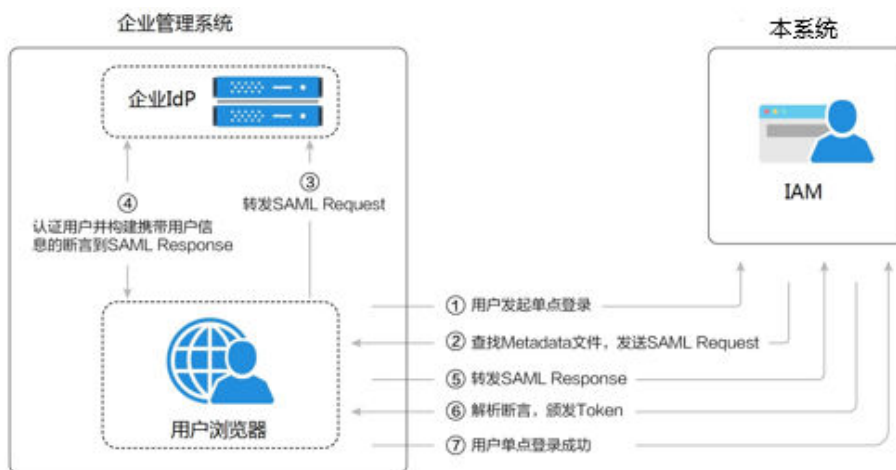 企业管理系统
本系统
企业IdP
③
转发SAML Request
④
认证用户并构建携带用户信
息的断言到SAML Response
IAM
① 用户发起单点登录
② 查找Metadata文件，发送SAML Request
⑤ 转发SAML Response
⑥ 解析断言，颁发Token
⑦ 用户单点登录成功
用户浏览器